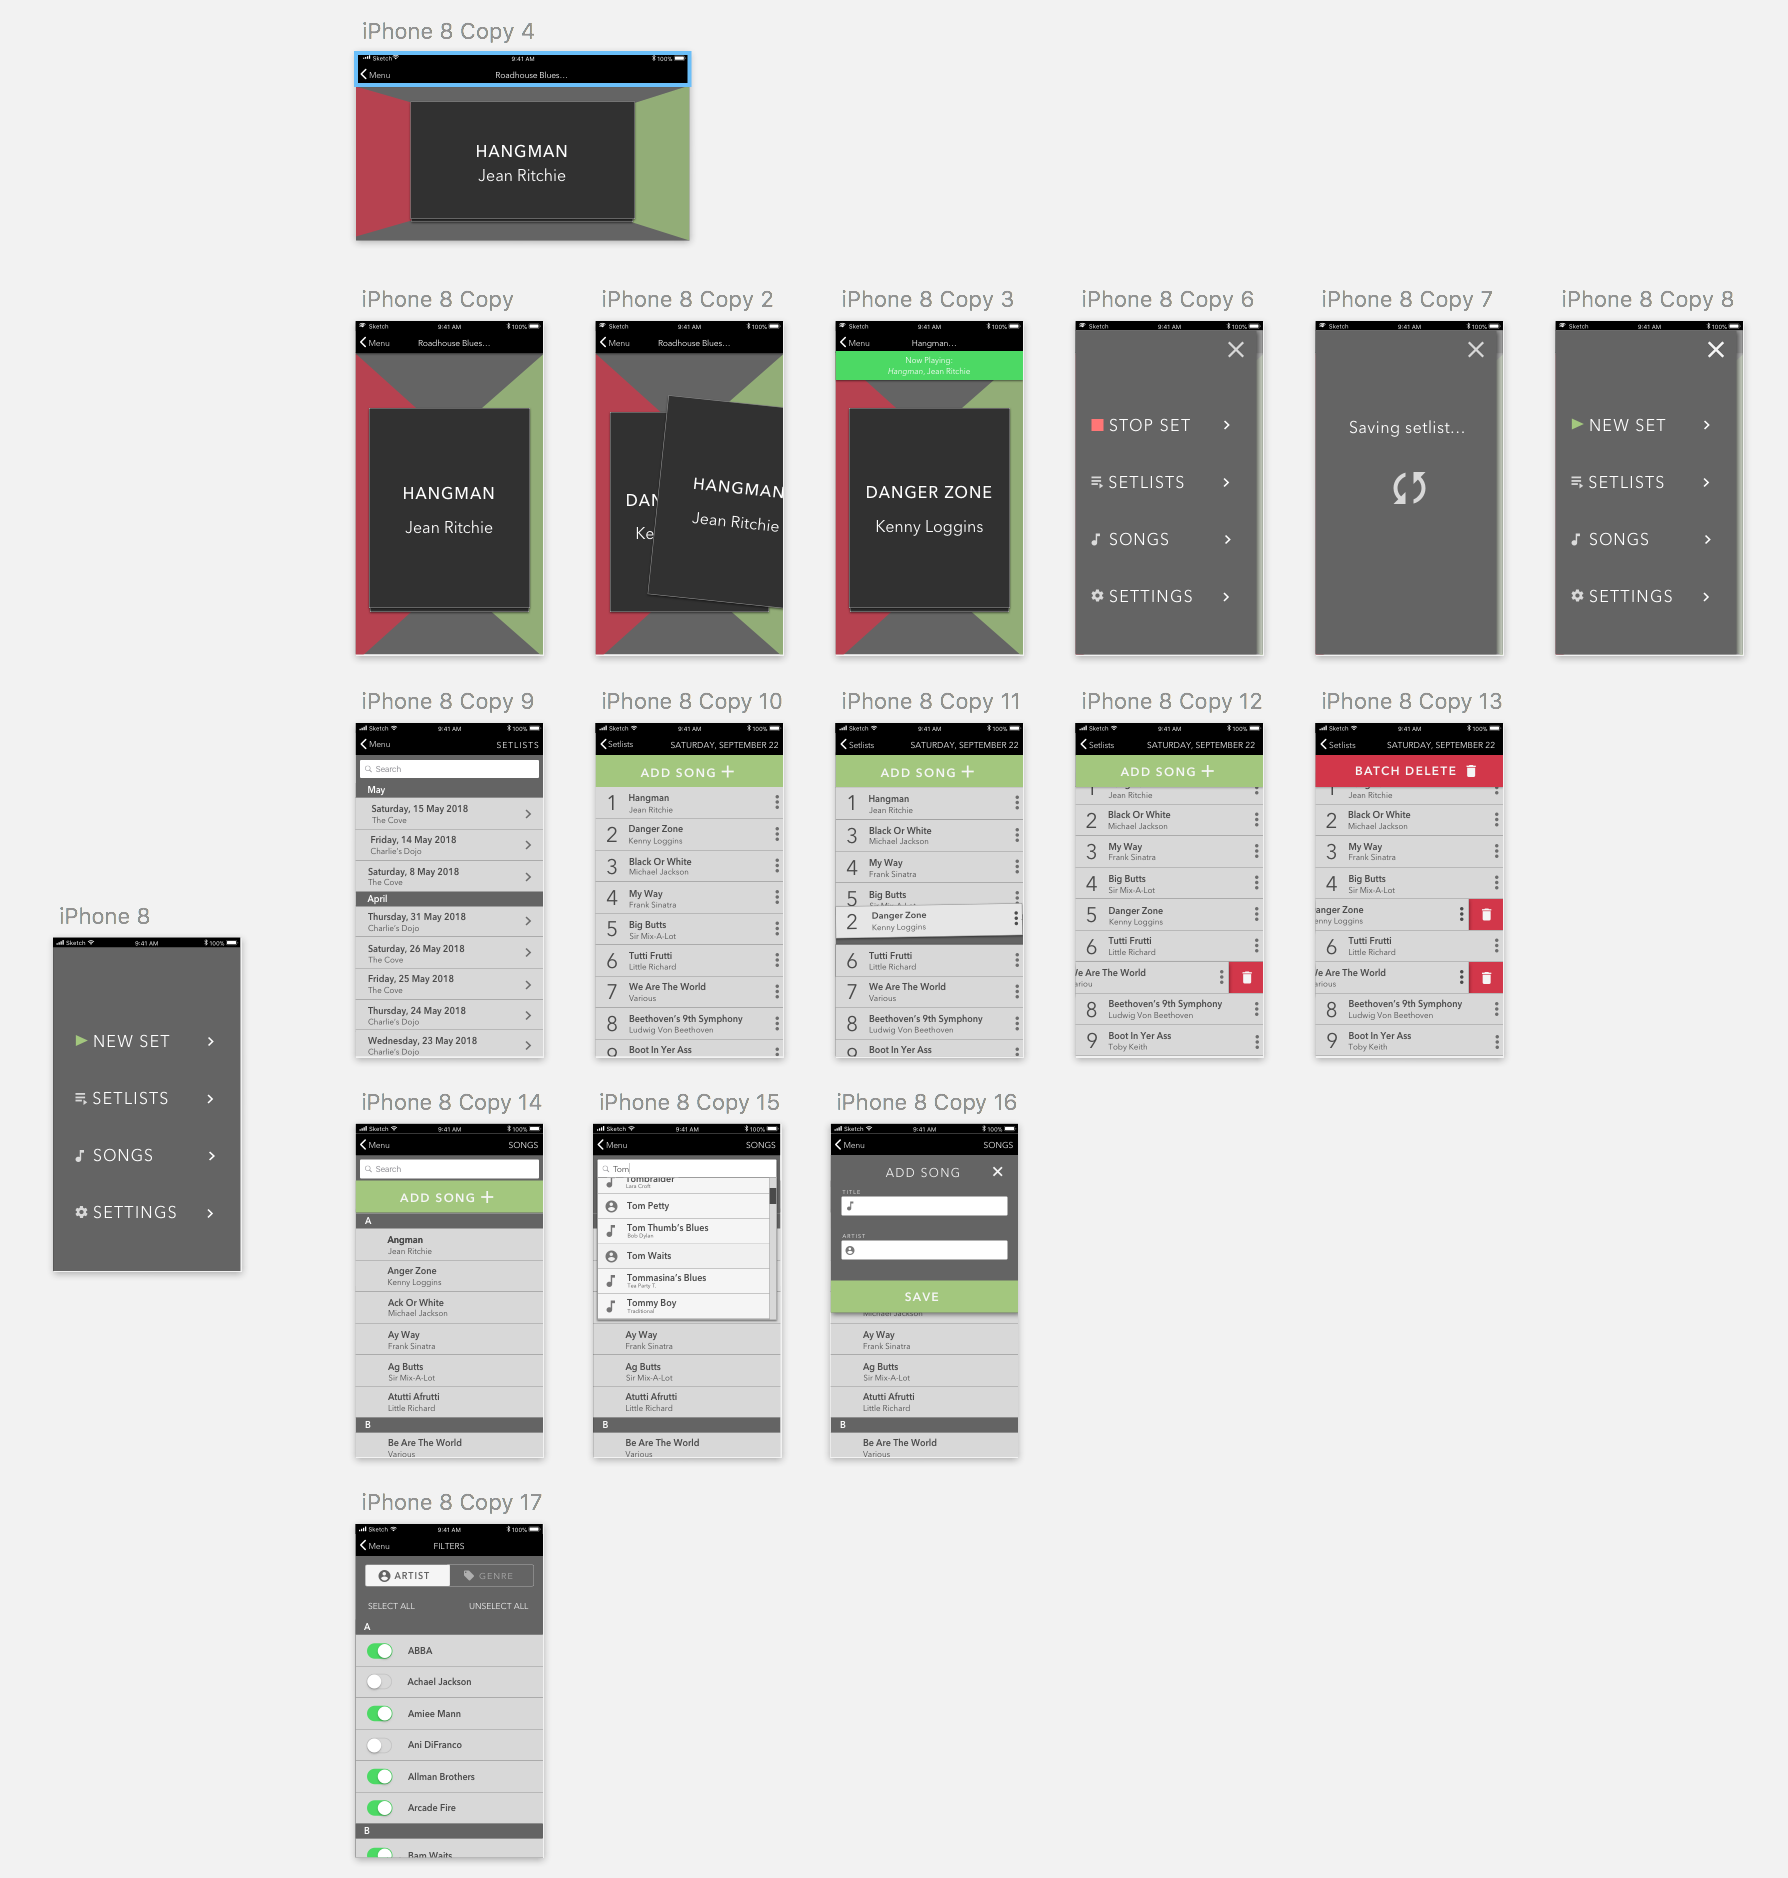 iPhone 8 Copy 4
Sketch 9:41 AM 100%
Menu Roadhouse Blues...
HANGMAN
Jean Ritchie
iPhone 8 Copy
Sketch 9:41 AM 100%
Menu Roadhouse Blues...
HANGMAN
Jean Ritchie
iPhone 8 Copy 2
Sketch 9:41 AM 100%
Menu Roadhouse Blues...
DAN
Ke
HANGMAN
Jean Ritchie
iPhone 8 Copy 3
Sketch 9:41 AM 100%
Menu Hangman...
Now Playing:
Hangman, Jean Ritchie
DANGER ZONE
Kenny Loggins
iPhone 8 Copy 6
Sketch 9:41 AM 100%
STOP SET
SETLISTS
SONGS
SETTINGS
iPhone 8 Copy 7
Sketch 9:41 AM 100%
Saving setlist...
iPhone 8 Copy 8
Sketch 9:41 AM 100%
NEW SET
SETLISTS
SONGS
SETTINGS
iPhone 8
Sketch 9:41 AM 100%
NEW SET
SETLISTS
SONGS
SETTINGS
iPhone 8 Copy 9
Sketch 9:41 AM 100%
Menu SETLISTS
Search
May
Saturday, 15 May 2018
The Cove
Friday, 14 May 2018
Charlie's Dojo
Saturday, 8 May 2018
The Cove
April
Thursday, 31 May 2018
Charlie's Dojo
Saturday, 26 May 2018
The Cove
Friday, 25 May 2018
The Cove
Thursday, 24 May 2018
Charlie's Dojo
Wednesday, 23 May 2018
Charlie's Dojo
iPhone 8 Copy 10
Sketch 9:41 AM 100%
Setlists SATURDAY, SEPTEMBER 22
ADD SONG
1 Hangman
Jean Ritchie
2 Danger Zone
Kenny Loggins
3 Black Or White
Michael Jackson
4 My Way
Frank Sinatra
5 Big Butts
Sir Mix-A-Lot
6 Tutti Frutti
Little Richard
7 We Are The World
Various
8 Beethoven's 9th Symphony
Ludwig Von Beethoven
9 Boot In Yer Ass
iPhone 8 Copy 11
Sketch 9:41 AM 100%
Setlists SATURDAY, SEPTEMBER 22
ADD SONG
1 Hangman
Jean Ritchie
3 Black Or White
Michael Jackson
4 My Way
Frank Sinatra
5 Big Butts
Sir Mix-A-Lot
2 Danger Zone
Kenny Loggins
6 Tutti Frutti
Little Richard
7 We Are The World
Various
8 Beethoven's 9th Symphony
Ludwig Von Beethoven
9 Boot In Yer Ass
iPhone 8 Copy 12
Sketch 9:41 AM 100%
Setlists SATURDAY, SEPTEMBER 22
ADD SONG
1
Jean Ritchie
2 Black Or White
Michael Jackson
3 My Way
Frank Sinatra
4 Big Butts
Sir Mix-A-Lot
5 Danger Zone
Kenny Loggins
6 Tutti Frutti
Little Richard
e Are The World
ariou
8 Beethoven's 9th Symphony
Ludwig Von Beethoven
9 Boot In Yer Ass
Toby Keith
iPhone 8 Copy 13
Sketch 9:41 AM 100%
Setlists SATURDAY, SEPTEMBER 22
BATCH DELETE
1
Jean Ritchie
2 Black Or White
Michael Jackson
3 My Way
Frank Sinatra
4 Big Butts
Sir Mix-A-Lot
anger Zone
enny Loggins
6 Tutti Frutti
Little Richard
e Are The World
arious
8 Beethoven's 9th Symphony
Ludwig Von Beethoven
9 Boot In Yer Ass
Toby Keith
iPhone 8 Copy 14
Sketch 9:41 AM 100%
Menu SONGS
Search
ADD SONG
A
Angman
Jean Ritchie
Anger Zone
Kenny Loggins
Ack Or White
Michael Jackson
Ay Way
Frank Sinatra
Ag Butts
Sir Mix-A-Lot
Atutti Afrutti
Little Richard
B
Be Are The World
Various
iPhone 8 Copy 15
Sketch 9:41 AM 100%
Menu SONGS
Tom
Tombraider
Lara Croft
Tom Petty
Tom Thumb's Blues
Bob Dylan
Tom Waits
Tommasina's Blues
Tea Party T.
Tommy Boy
Traditional
Ay Way
Frank Sinatra
Ag Butts
Sir Mix-A-Lot
Atutti Afrutti
Little Richard
B
Be Are The World
Various
iPhone 8 Copy 16
Sketch 9:41 AM 100%
Menu SONGS
ADD SONG
TITLE
ARTIST
SAVE
Michael Jackson
Ay Way
Frank Sinatra
Ag Butts
Sir Mix-A-Lot
Atutti Afrutti
Little Richard
B
Be Are The World
Various
iPhone 8 Copy 17
Sketch 9:41 AM 100%
Menu FILTERS
ARTIST GENRE
SELECT ALL UNSELECT ALL
A
ABBA
Achael Jackson
Amiee Mann
Ani DiFranco
Allman Brothers
Arcade Fire
B
Bam Waits